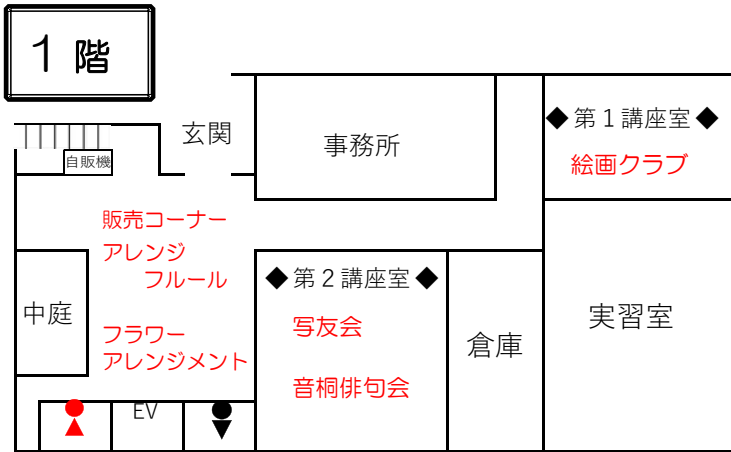 1 階
玄関
自販機
事務所
◆ 第1講座室 ◆
絵画クラブ
販売コーナー
アレンジ
フルール
フラワー
アレンジメント
中庭
◆ 第2講座室 ◆
写友会
音桐俳句会
倉庫
実習室
EV